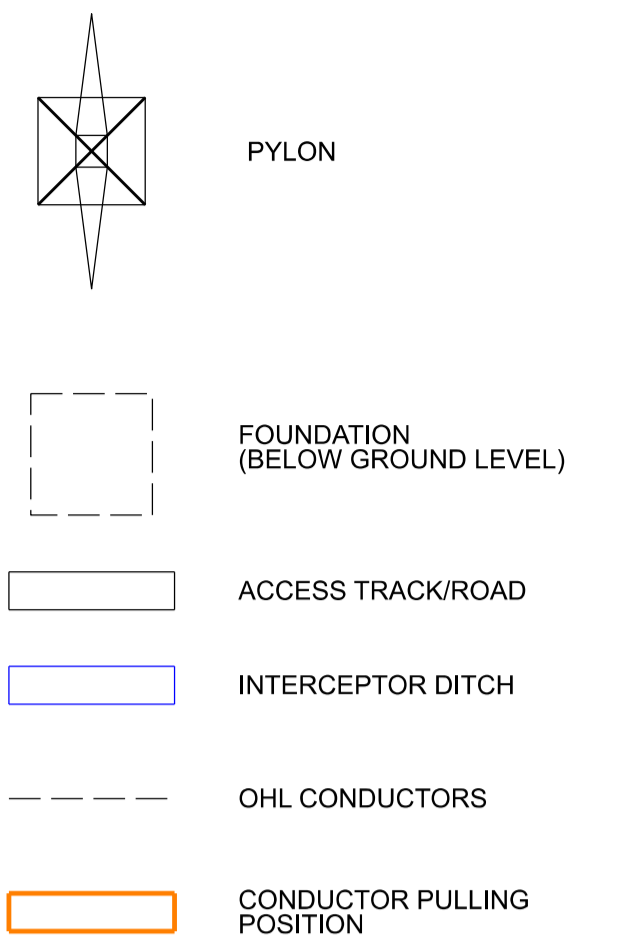 PYLON
FOUNDATION
(BELOW GROUND LEVEL)
ACCESS TRACK/ROAD
INTERCEPTOR DITCH
OHL CONDUCTORS
CONDUCTOR PULLING
POSITION